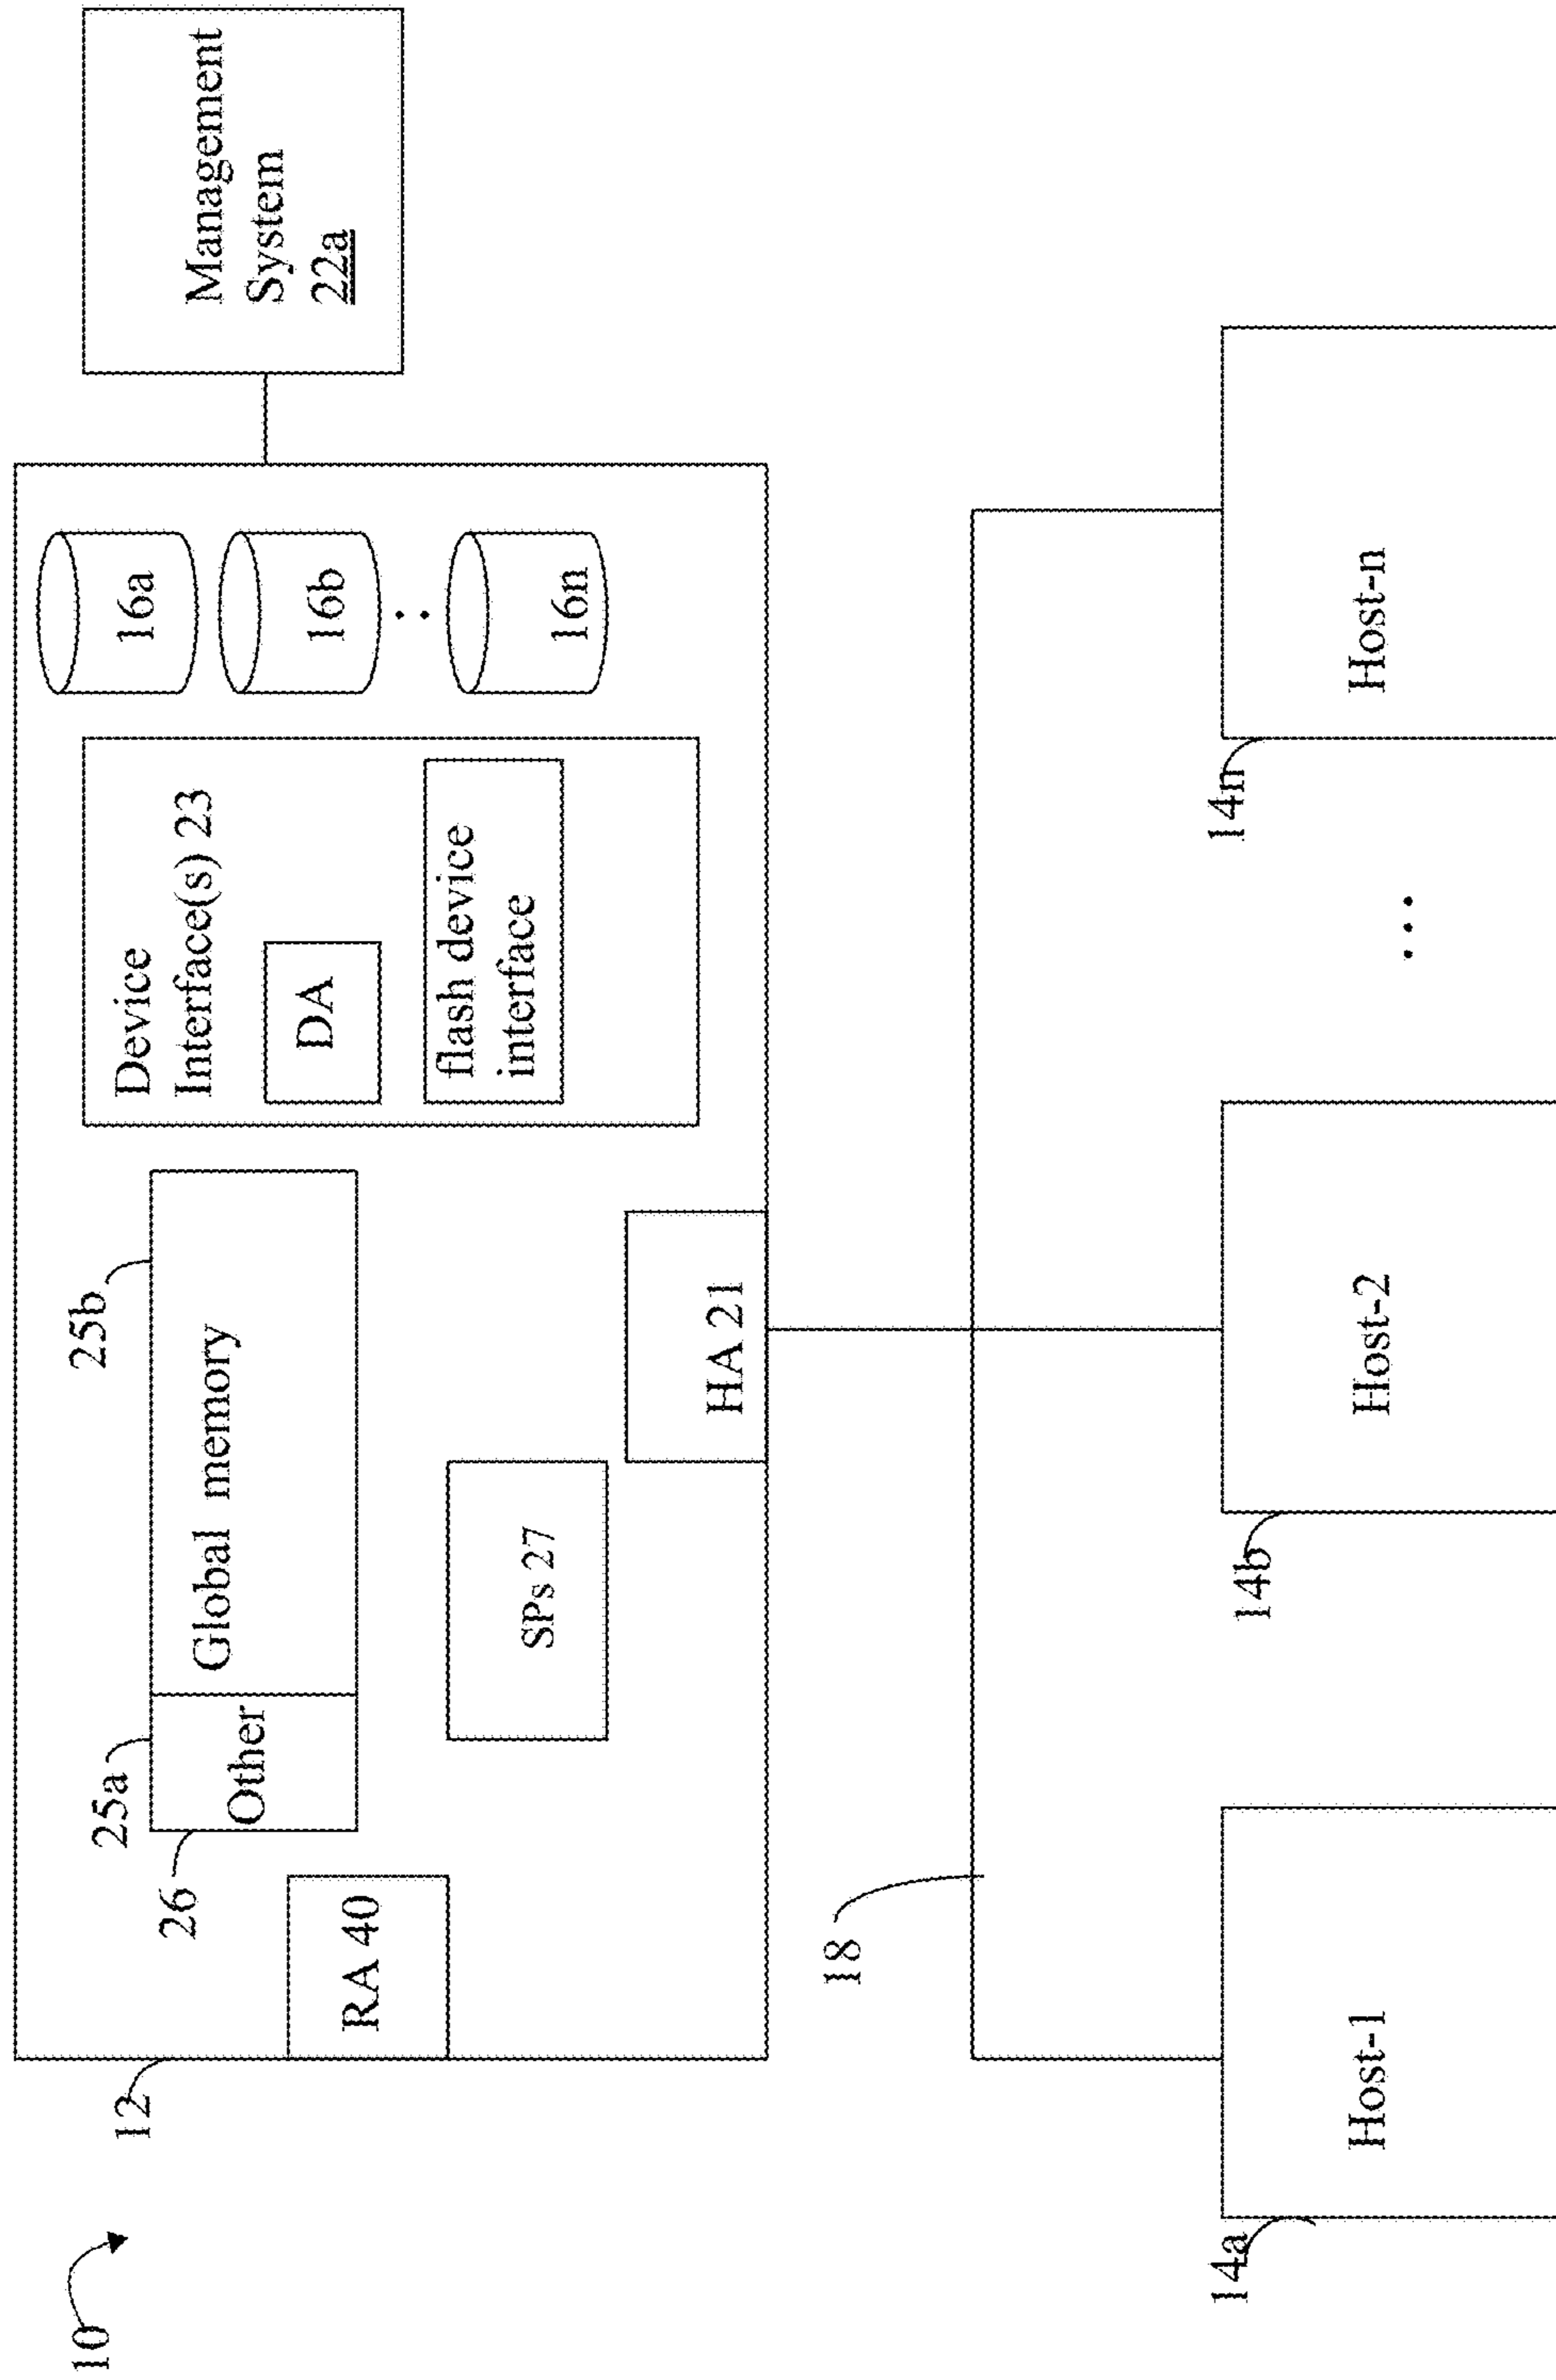 10
12
RA 40
26
25a
Other
Global memory
25b
SPs 27
HA 21
Device
Interface(s) 23
DA
flash device
interface
16a
16b
16n
Management
System
22a
18
14a
Host-1
14b
Host-2
...
14n
Host-n